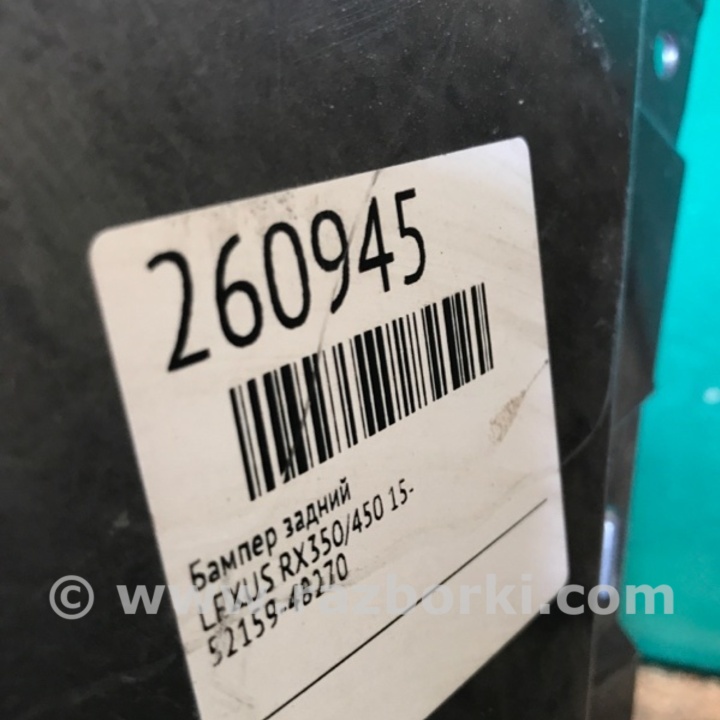 260945
Бампер задний
LEXUS RX350/450 15-
52159-48270
© www.razborki.com